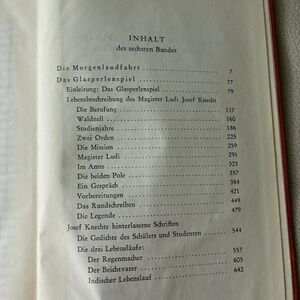 INHALT
des sechsten Bandes
Die Morgenlandfahrt 7
Das Glasperlenspiel 77
Einleitung: Das Glasperlenspiel 79
Lebensbeschreibung des Magister Ludi Josef Knecht
Die Berufung 117
Waldzell 160
Studienjahre 186
Zwei Orden 225
Die Mission 259
Magister Ludi 291
Im Amte 323
Die beiden Pole 357
Ein Gespräch 384
Vorbereitungen 421
Das Rundschreiben 449
Die Legende 479
Josef Knechts hinterlassene Schriften
Die Gedichte des Schülers und Studenten 544
Die drei Lebensläufe:
Der Regenmacher 557
Der Beichtvater 605
Indischer Lebenslauf 642